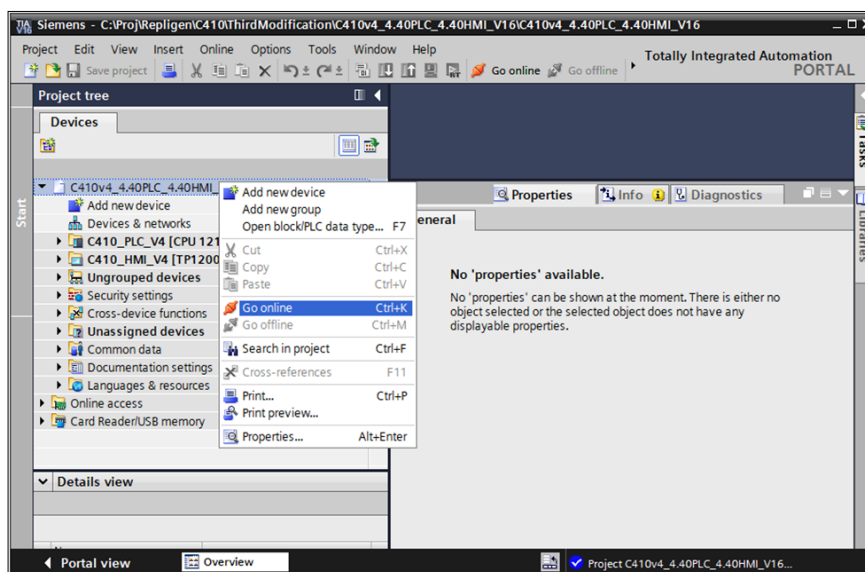 Siemens - C:\Proj\Repligen\C410\ThirdModification\C410v4_4.40PLC_4.40HMI_V16\C410v4_4.40PLC_4.40HMI_V16
Project Edit View Insert Online Options Tools Window Help
Totally Integrated Automation
PORTAL
Save project
Go online
Go offline
Project tree
Devices
Start
C410v4_4.40PLC_4.40HMI_
Add new device
Devices & networks
C410_PLC_V4 [CPU 121
C410_HMI_V4 [TP1200
Ungrouped devices
Security settings
Cross-device functions
Unassigned devices
Common data
Documentation settings
Languages & resources
Online access
Card Reader/USB memory
Add new device
Add new group
Open block/PLC data type... F7
Cut Ctrl+X
Copy Ctrl+C
Paste Ctrl+V
Go online Ctrl+K
Go offline Ctrl+M
Search in project Ctrl+F
Cross-references F11
Print... Ctrl+P
Print preview...
Properties... Alt+Enter
Properties Info Diagnostics
eneral
No 'properties' available.
No 'properties' can be shown at the moment. There is either no
object selected or the selected object does not have any
displayable properties.
Tasks
Libraries
Details view
Portal view
Overview
Project C410v4_4.40PLC_4.40HMI_V16...